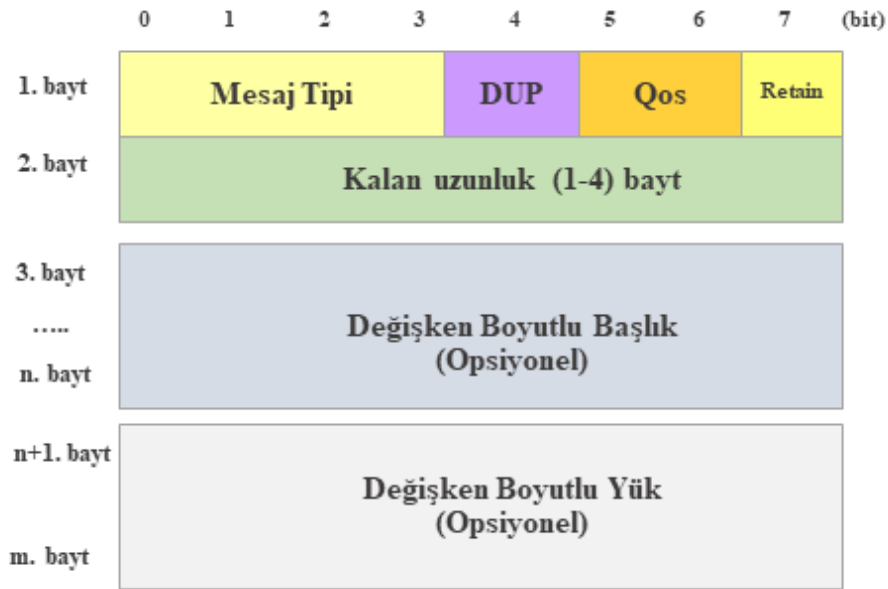 0 1 2 3 4 5 6 7 (bit)
1. bayt Mesaj Tipi DUP Qos Retain
2. bayt Kalan uzunluk (1-4) bayt
3. bayt
.....
n. bayt
Değişken Boyutlu Başlık
(Opsiyonel)
n+1. bayt
m. bayt
Değişken Boyutlu Yük
(Opsiyonel)